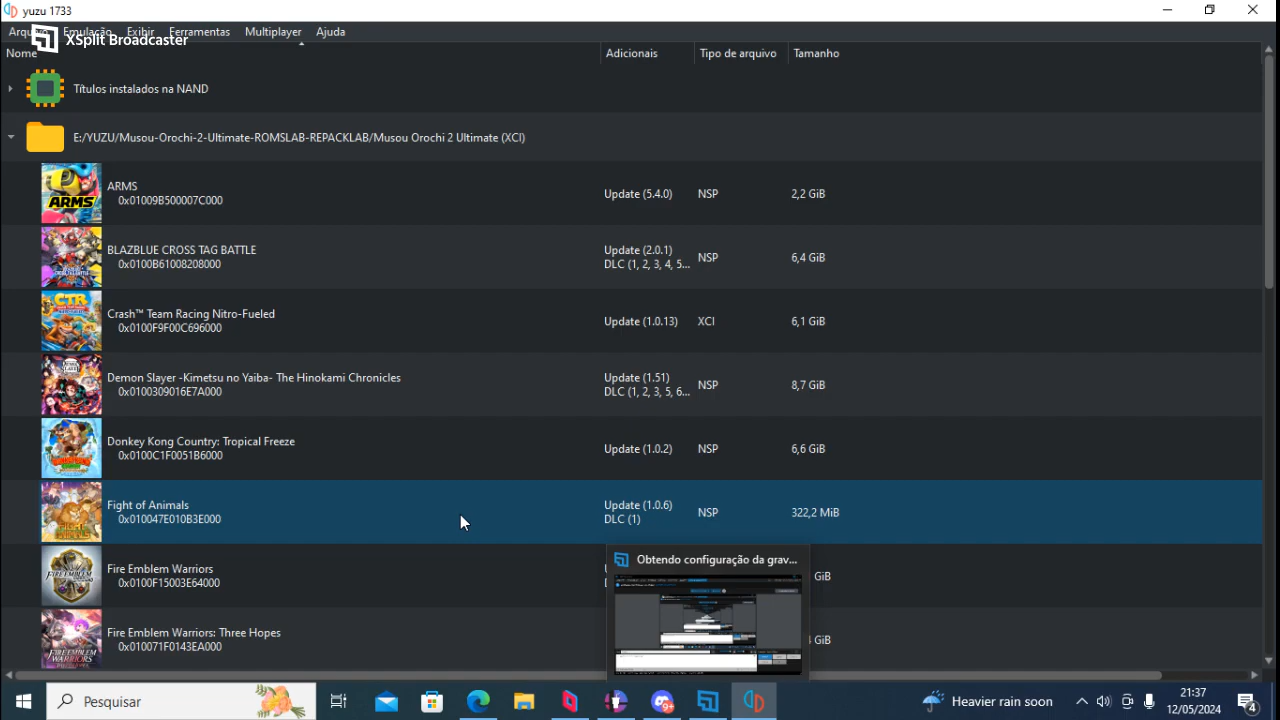 yuzu 1733
Emulação Exibir Ferramentas Multiplayer Ajuda
XSplit Broadcaster
Nome Adicionais Tipo de arquivo Tamanho
Títulos instalados na NAND
E:/YUZU/Musou-Orochi-2-Ultimate-ROMSLAB-REPACKLAB/Musou Orochi 2 Ultimate (XCI)
ARMS
0x01009B500007C000
Update (5.4.0) NSP 2,2 GiB
BLAZBLUE CROSS TAG BATTLE
0x0100B61008208000
Update (2.0.1)
DLC (1, 2, 3, 4, 5...
NSP 6,4 GiB
Crash™ Team Racing Nitro-Fueled
0x0100F9F00C696000
Update (1.0.13) XCI 6,1 GiB
Demon Slayer -Kimetsu no Yaiba- The Hinokami Chronicles
0x0100309016E7A000
Update (1.51)
DLC (1, 2, 3, 5, 6...
NSP 8,7 GiB
Donkey Kong Country: Tropical Freeze
0x0100C1F0051B6000
Update (1.0.2) NSP 6,6 GiB
Fight of Animals
0x010047E010B3E000
Update (1.0.6)
DLC (1)
NSP 322,2 MiB
Fire Emblem Warriors
0x0100F15003E64000
GiB
Obtendo configuração da grav...
Fire Emblem Warriors: Three Hopes
0x010071F0143EA000
GiB
Pesquisar
9+
Heavier rain soon
21:37
12/05/2024
4